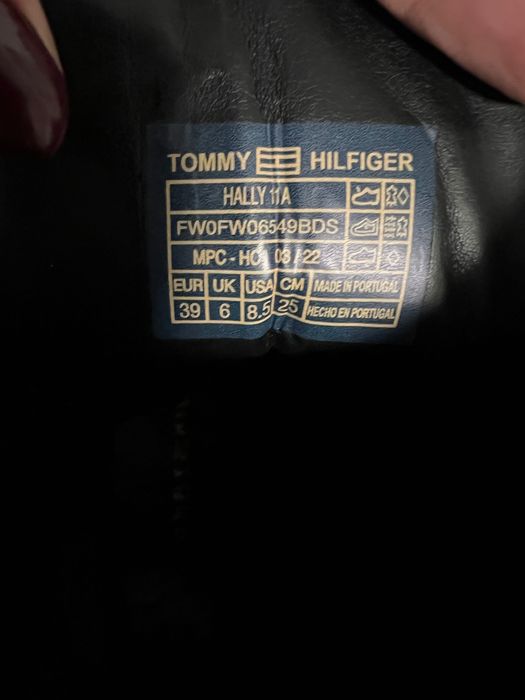 TOMMY HILFIGER
HALLY 11A
FW0FW06549BDS
MPC - HO 03 / 22
EUR UK USA CM MADE IN PORTUGAL
39 6 8.5 25 HECHO EN PORTUGAL